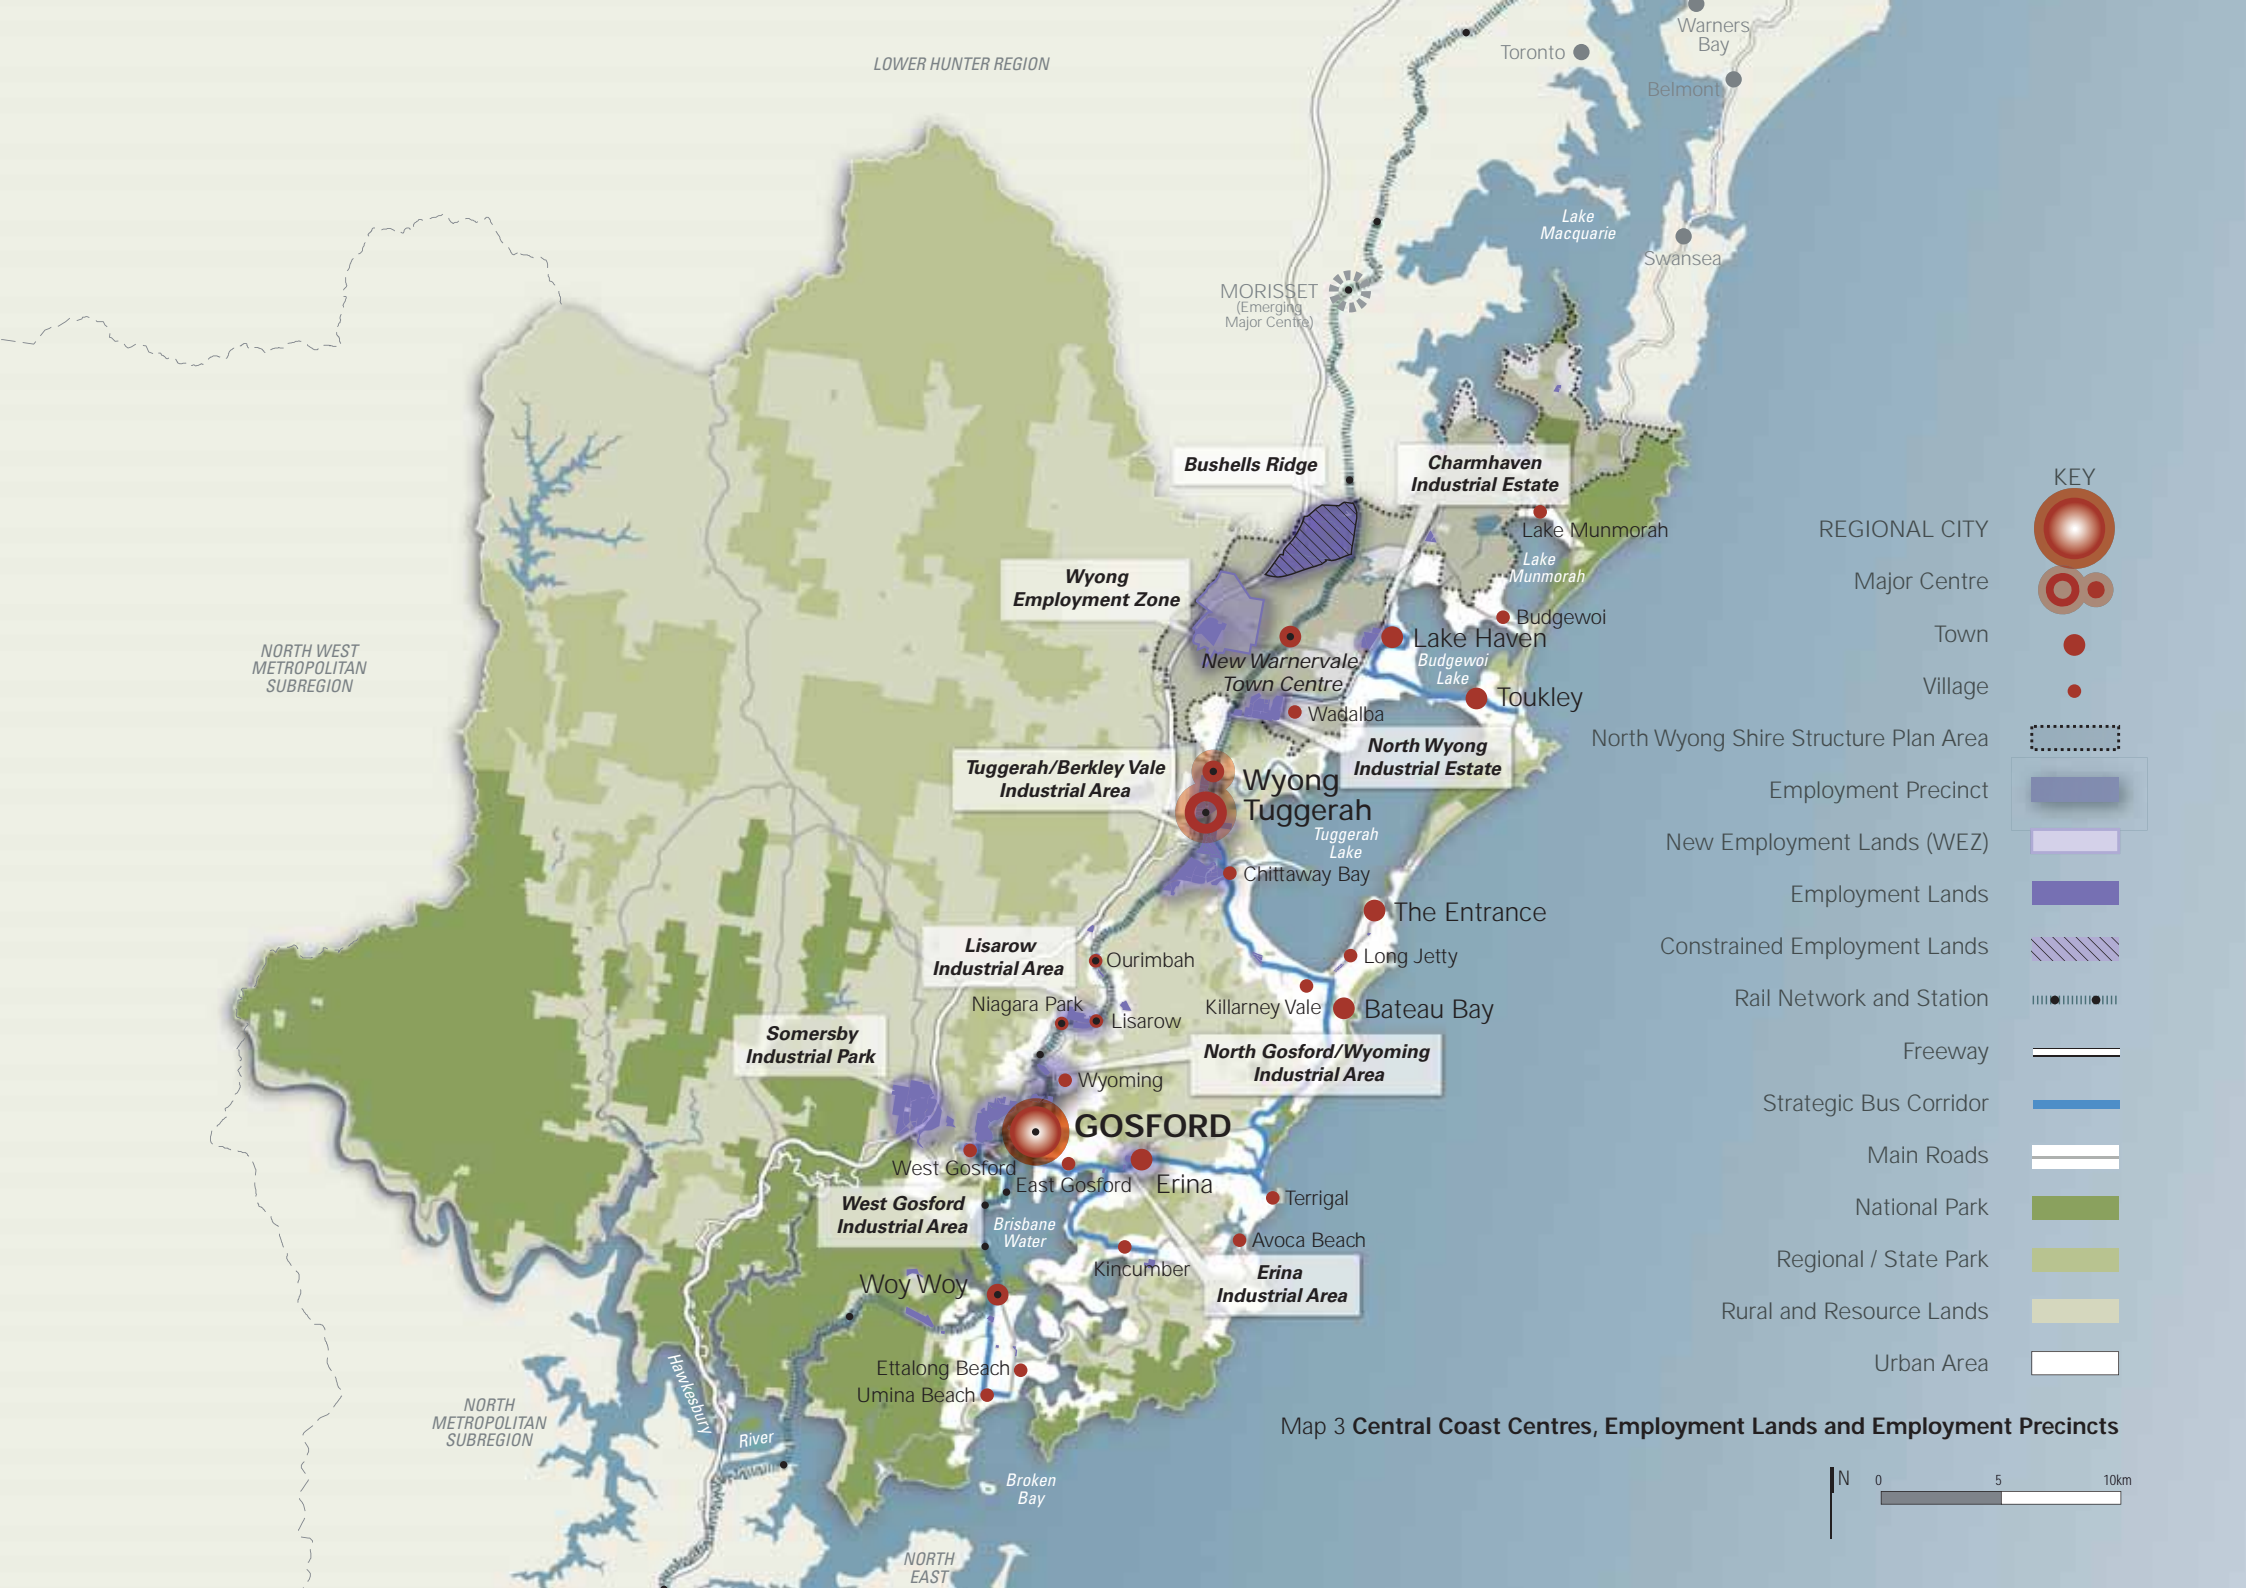 Warners
Bay
Toronto
Belmont
LOWER HUNTER REGION
Lake
Macquarie
Swansea
MORISSET
(Emerging
Major Centre)
Bushells Ridge
Charmhaven
Industrial Estate
Lake Munmorah
Lake
Munmorah
Wyong
Employment Zone
Budgewoi
Lake Haven
Budgewoi
Lake
New Warnervale
Town Centre
Toukley
Wadalba
North Wyong
Industrial Estate
NORTH WEST
METROPOLITAN
SUBREGION
Tuggerah/Berkley Vale
Industrial Area
Wyong
Tuggerah
Tuggerah
Lake
Chittaway Bay
The Entrance
Lisarow
Industrial Area
Ourimbah
Long Jetty
Niagara Park
Lisarow
Killarney Vale
Bateau Bay
Somersby
Industrial Park
North Gosford/Wyoming
Industrial Area
Wyoming
GOSFORD
West Gosford
East Gosford
Erina
Terrigal
West Gosford
Industrial Area
Brisbane
Water
Avoca Beach
Kincumber
Erina
Industrial Area
Woy Woy
Ettalong Beach
Umina Beach
Hawkesbury
River
NORTH
METROPOLITAN
SUBREGION
Broken
Bay
NORTH
EAST
KEY
REGIONAL CITY
Major Centre
Town
Village
North Wyong Shire Structure Plan Area
Employment Precinct
New Employment Lands (WEZ)
Employment Lands
Constrained Employment Lands
Rail Network and Station
Freeway
Strategic Bus Corridor
Main Roads
National Park
Regional / State Park
Rural and Resource Lands
Urban Area
Map 3 Central Coast Centres, Employment Lands and Employment Precincts
N 0 5 10km